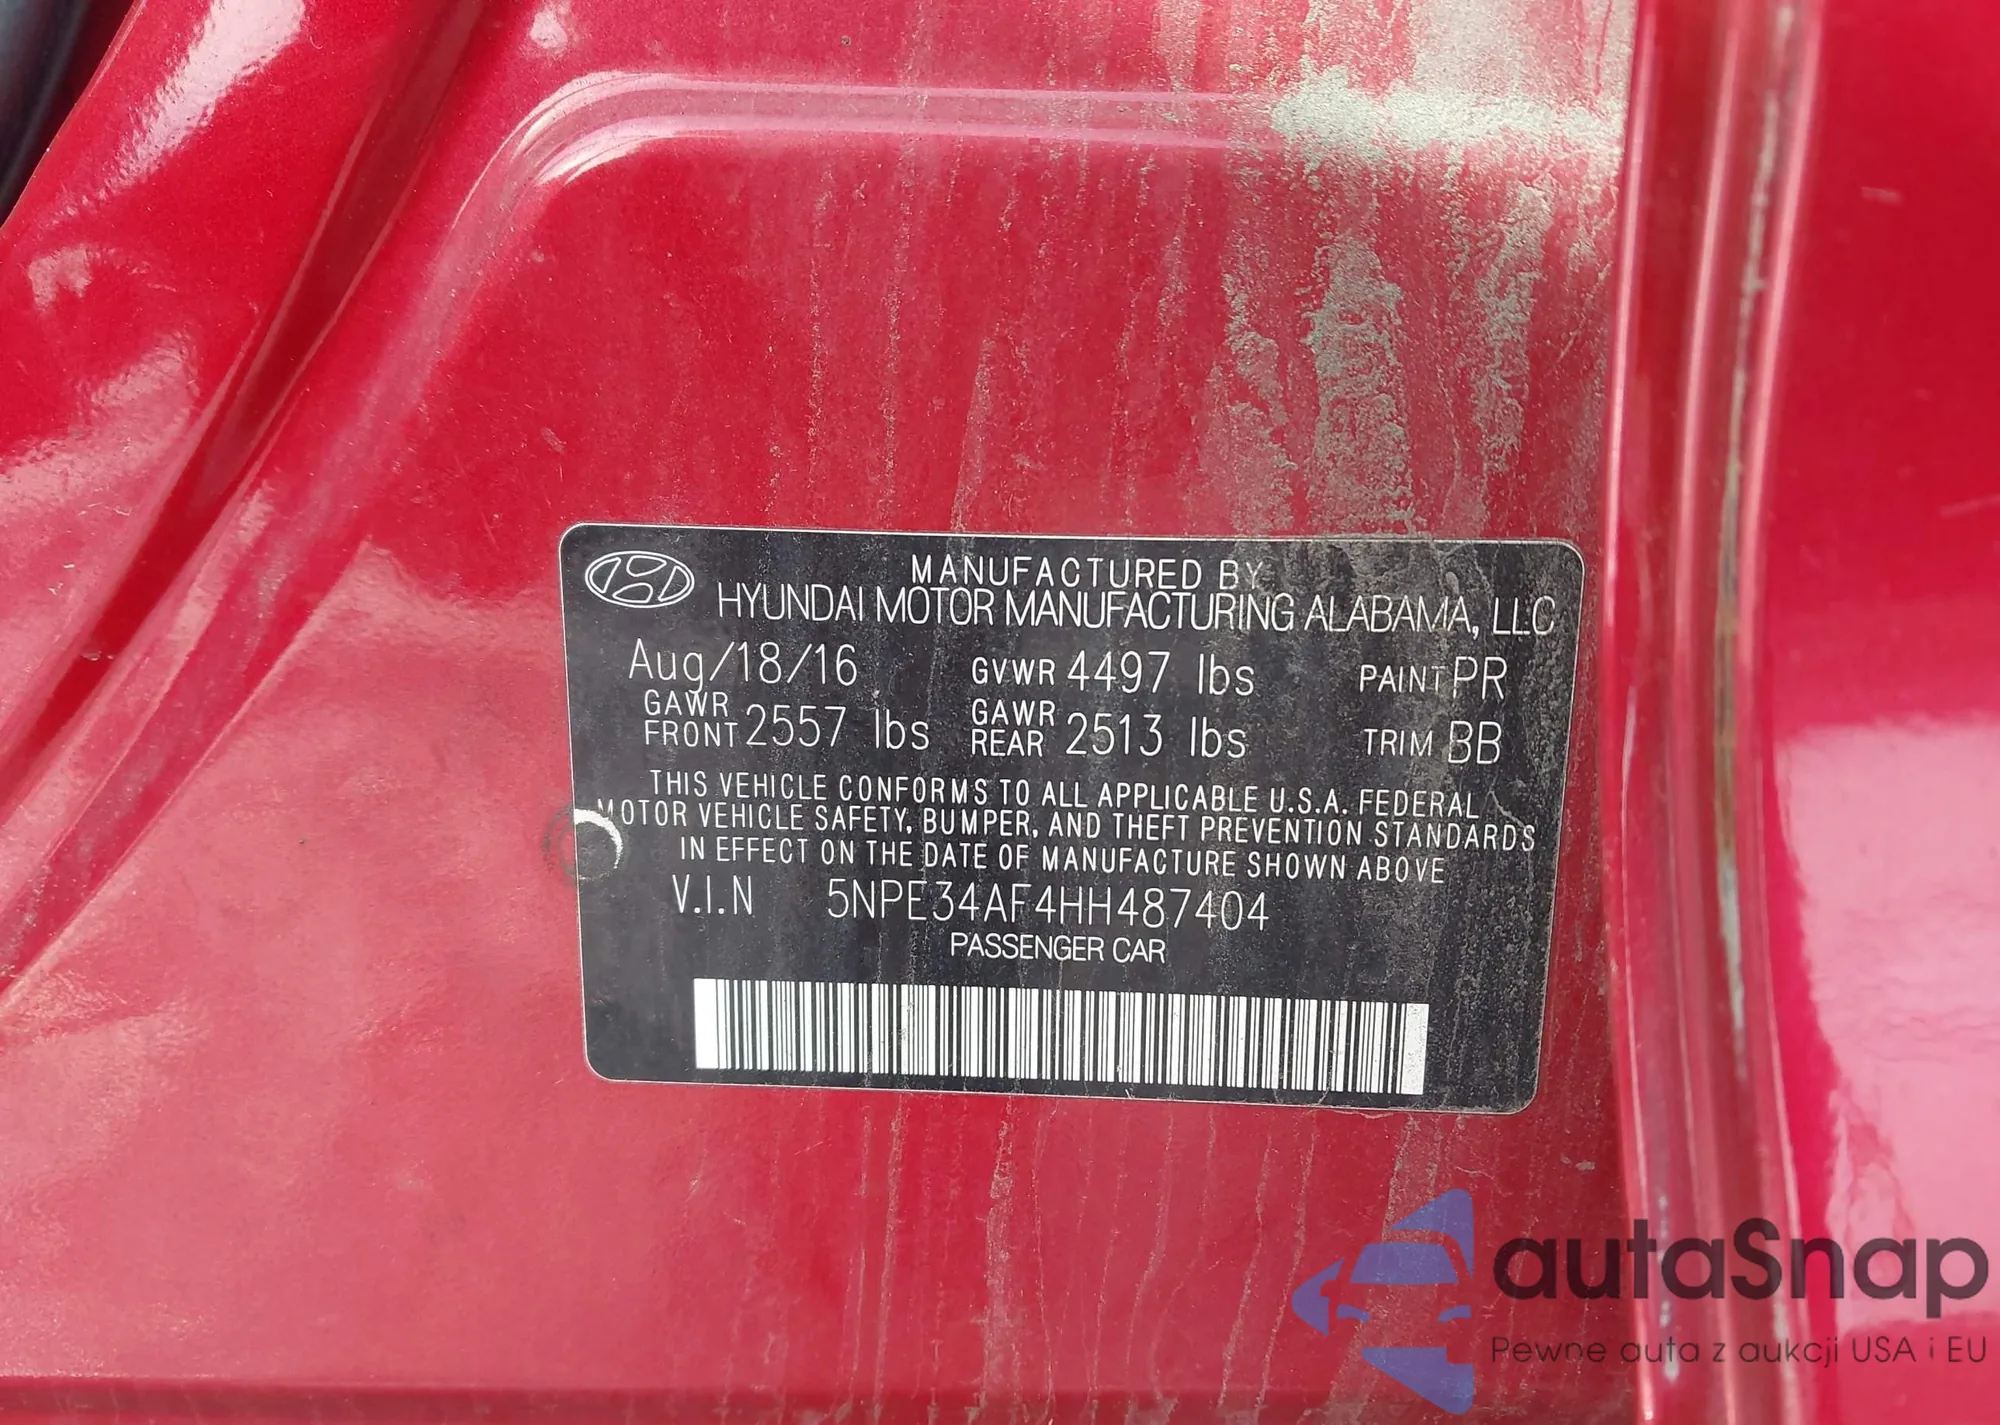 MANUFACTURED BY
HYUNDAI MOTOR MANUFACTURING ALABAMA, LLC
Aug/18/16 GVWR 4497 lbs PAINT PR
GAWR FRONT 2557 lbs GAWR REAR 2513 lbs TRIM BB
THIS VEHICLE CONFORMS TO ALL APPLICABLE U.S.A. FEDERAL
MOTOR VEHICLE SAFETY, BUMPER, AND THEFT PREVENTION STANDARDS
IN EFFECT ON THE DATE OF MANUFACTURE SHOWN ABOVE
V.I.N 5NPE34AF4HH487404
PASSENGER CAR
autaSnap
Pewne auta z aukcji USA i EU